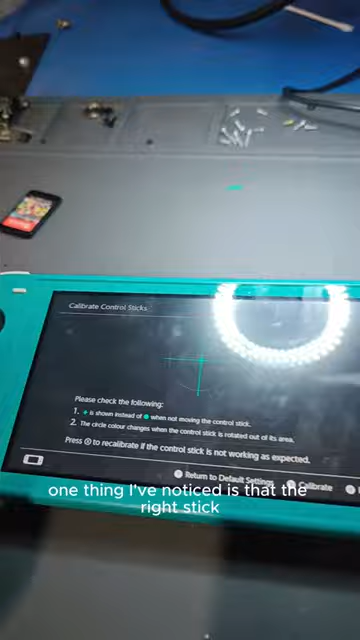 Calibrate Control Sticks
Please check the following:
1. + is shown instead of ● when not moving the control stick.
2. The circle colour changes when the control stick is rotated out of its area.
Press Ⓧ to recalibrate if the control stick is not working as expected.
Return to Default Settings Calibrate
one thing I've noticed is that the
right stick